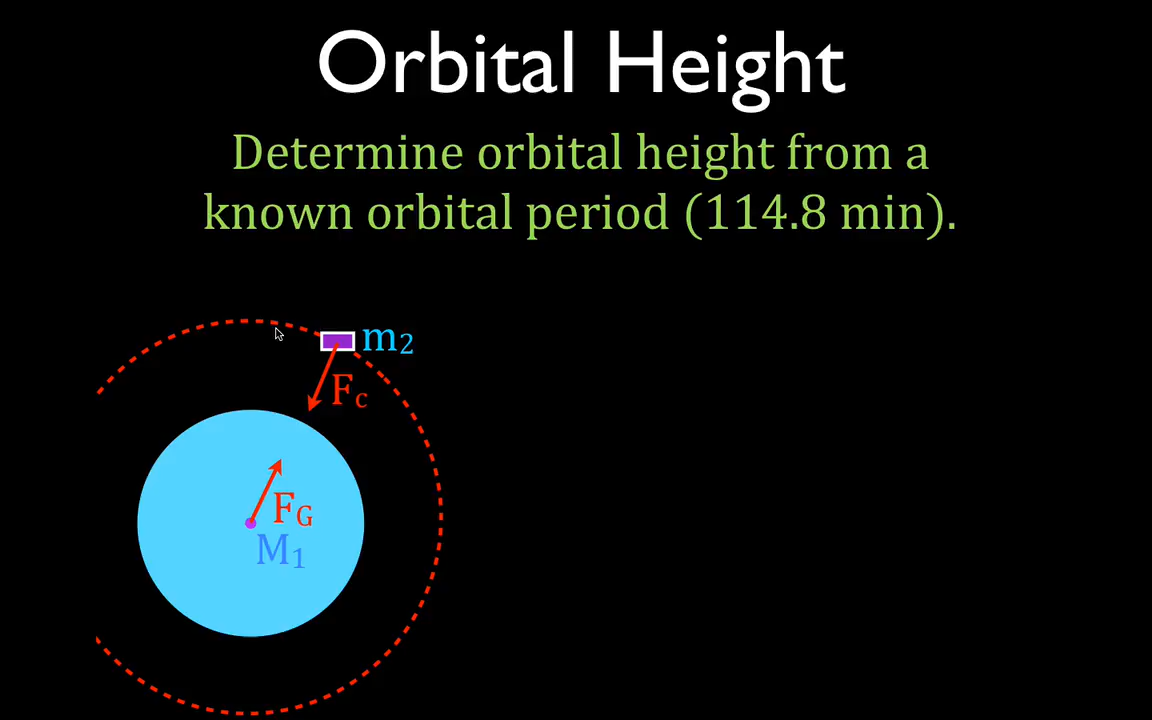 Orbital Height
Determine orbital height from a
known orbital period (114.8 min).
m₂
F꜀
F_G
M₁